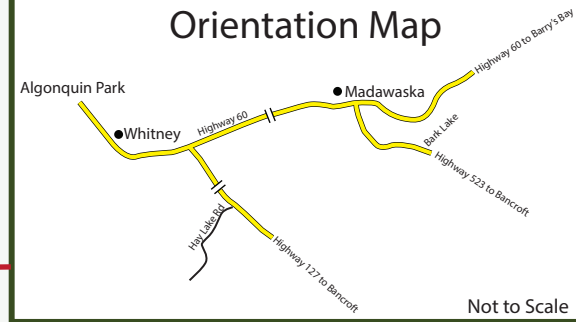 Orientation Map
Highway 60 to Barry's Bay
Algonquin Park
Madawaska
Whitney
Highway 60
Bark Lake
Highway 523 to Bancroft
Hay Lake Rd
Highway 127 to Bancroft
Not to Scale